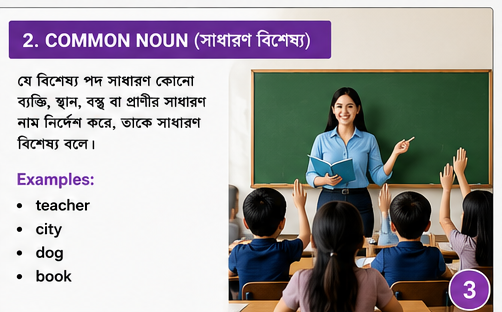 2. COMMON NOUN (সাধারণ বিশেষ্য)
যে বিশেষ্য পদ সাধারণ কোনো
ব্যক্তি, স্থান, বস্তু বা প্রাণীর সাধারণ
নাম নির্দেশ করে, তাকে সাধারণ
বিশেষ্য বলে।
Examples:
• teacher
• city
• dog
• book
3